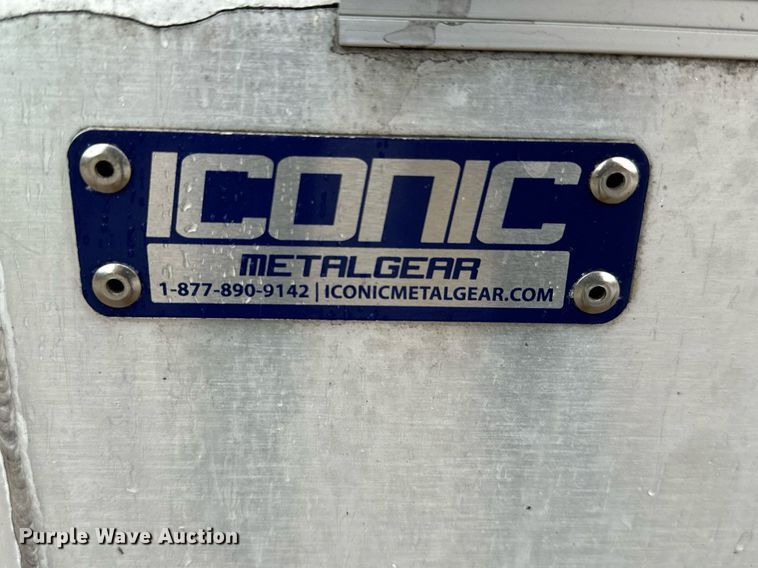 ICONIC
METALGEAR
1-877-890-9142 | ICONICMETALGEAR.COM
Purple Wave Auction